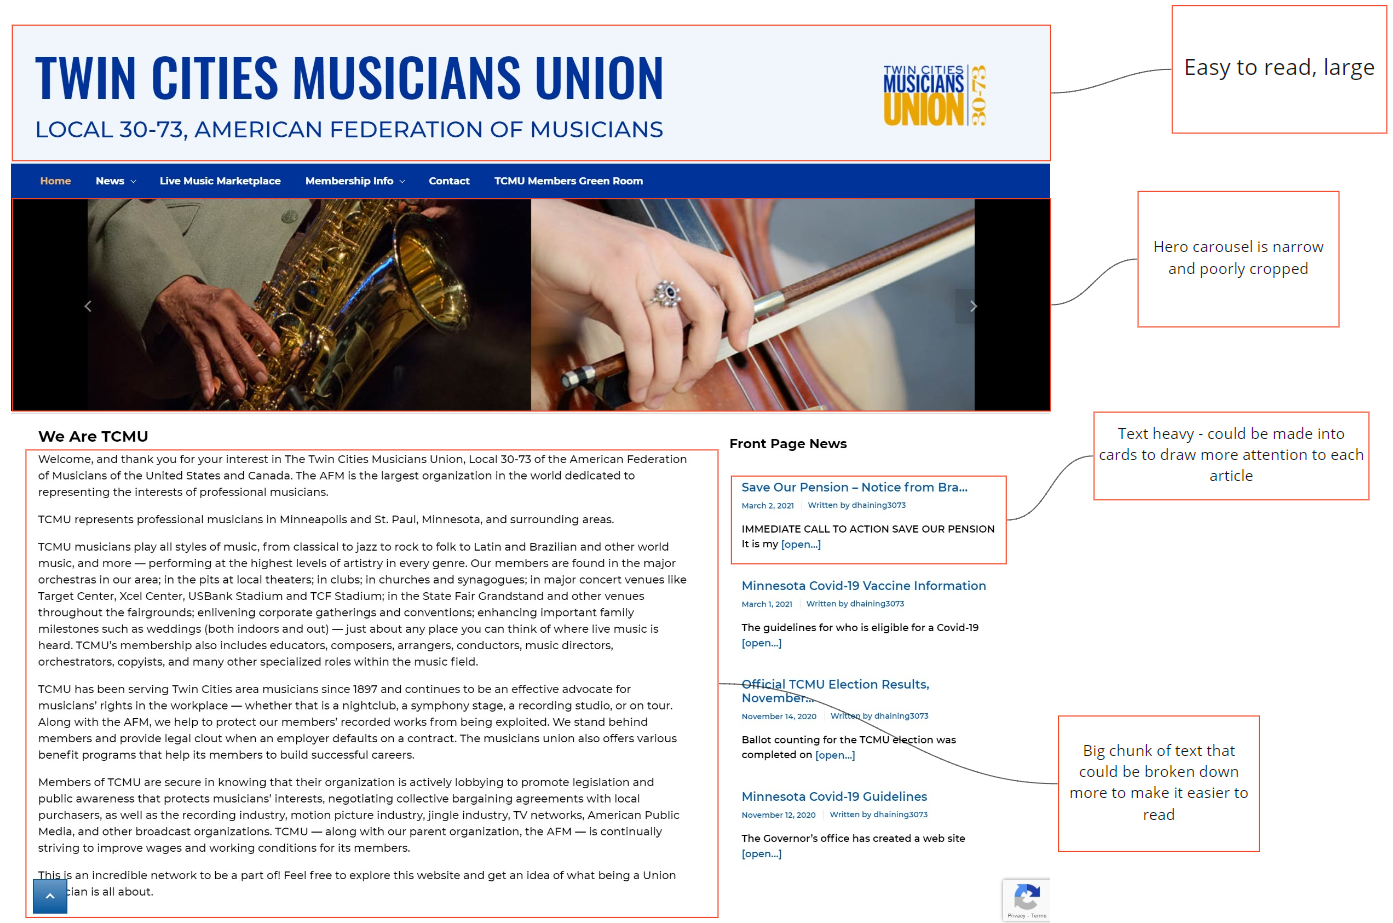 TWIN CITIES MUSICIANS UNION
LOCAL 30-73, AMERICAN FEDERATION OF MUSICIANS
TWIN CITIES
MUSICIANS
UNION
30-73
Easy to read, large
Home News Live Music Marketplace Membership Info Contact TCMU Members Green Room
Hero carousel is narrow
and poorly cropped
We Are TCMU
Welcome, and thank you for your interest in The Twin Cities Musicians Union, Local 30-73 of the American Federation
of Musicians of the United States and Canada. The AFM is the largest organization in the world dedicated to
representing the interests of professional musicians.
TCMU represents professional musicians in Minneapolis and St. Paul, Minnesota, and surrounding areas.
TCMU musicians play all styles of music, from classical to jazz to rock to folk to Latin and Brazilian and other world
music, and more — performing at the highest levels of artistry in every genre. Our members are found in the major
orchestras in our area; in the pits at local theaters; in clubs; in churches and synagogues; in major concert venues like
Target Center, Xcel Center, USBank Stadium and TCF Stadium; in the State Fair Grandstand and other venues
throughout the fairgrounds; enlivening corporate gatherings and conventions; enhancing important family
milestones such as weddings (both indoors and out) — just about any place you can think of where live music is
heard. TCMU's membership also includes educators, composers, arrangers, conductors, music directors,
orchestrators, copyists, and many other specialized roles within the music field.
TCMU has been serving Twin Cities area musicians since 1897 and continues to be an effective advocate for
musicians' rights in the workplace — whether that is a nightclub, a symphony stage, a recording studio, or on tour.
Along with the AFM, we help to protect our members' recorded works from being exploited. We stand behind
members and provide legal clout when an employer defaults on a contract. The musicians union also offers various
benefit programs that help its members to build successful careers.
Members of TCMU are secure in knowing that their organization is actively lobbying to promote legislation and
public awareness that protects musicians' interests, negotiating collective bargaining agreements with local
purchasers, as well as the recording industry, motion picture industry, jingle industry, TV networks, American Public
Media, and other broadcast organizations. TCMU — along with our parent organization, the AFM — is continually
striving to improve wages and working conditions for its members.
This is an incredible network to be a part of! Feel free to explore this website and get an idea of what being a Union
cian is all about.
Front Page News
Save Our Pension – Notice from Bra...
March 2, 2021 Written by dhaining3073
IMMEDIATE CALL TO ACTION SAVE OUR PENSION
It is my [open...]
Minnesota Covid-19 Vaccine Information
March 1, 2021 Written by dhaining3073
The guidelines for who is eligible for a Covid-19
[open...]
Official TCMU Election Results,
November...
November 14, 2020 Written by dhaining3073
Ballot counting for the TCMU election was
completed on [open...]
Minnesota Covid-19 Guidelines
November 12, 2020 Written by dhaining3073
The Governor's office has created a web site
[open...]
Text heavy - could be made into
cards to draw more attention to each
article
Big chunk of text that
could be broken down
more to make it easier to
read
Privacy - Terms